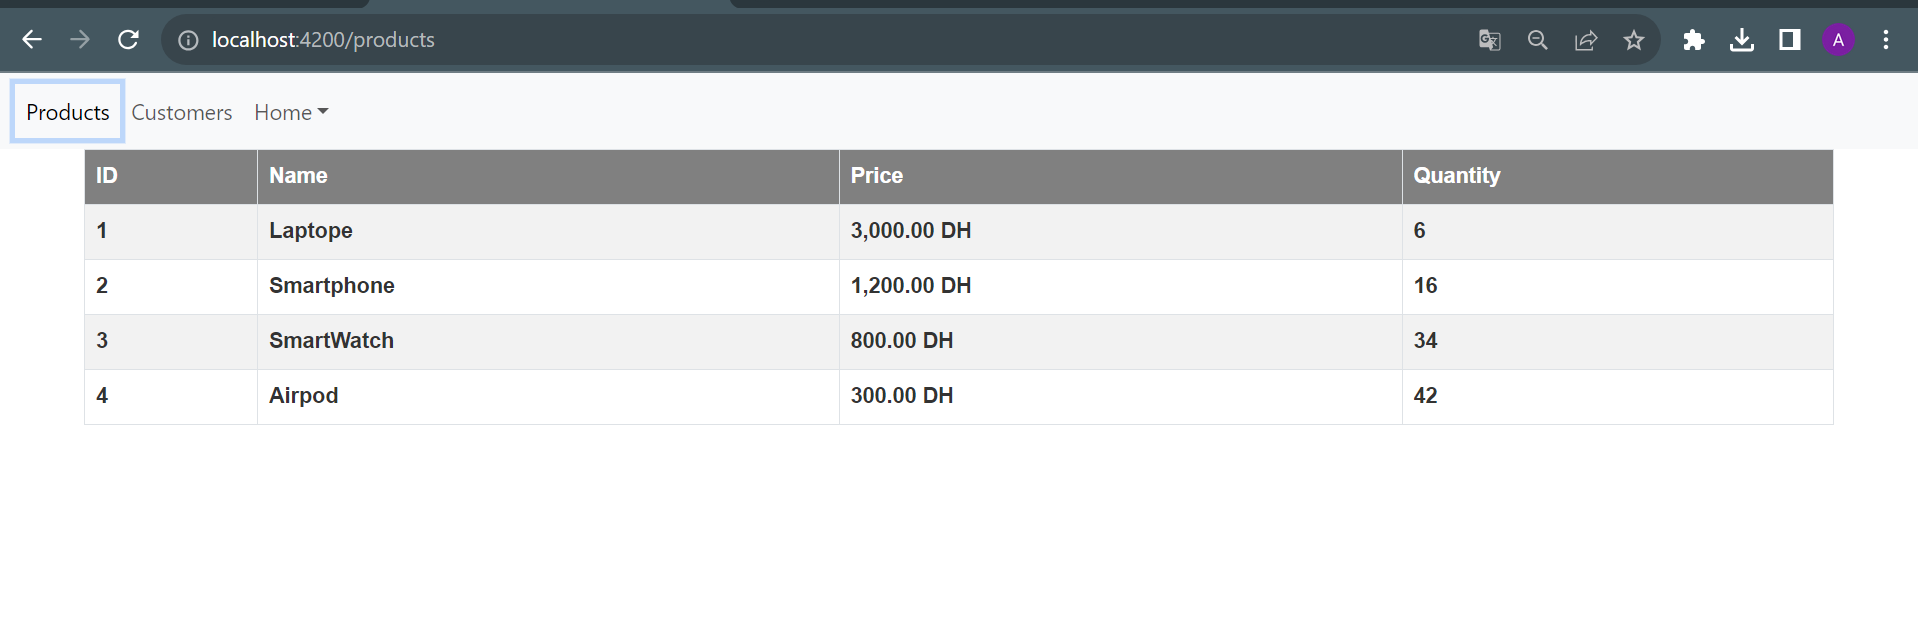 localhost:4200/products
A
Products Customers Home
ID Name Price Quantity
1 Laptope 3,000.00 DH 6
2 Smartphone 1,200.00 DH 16
3 SmartWatch 800.00 DH 34
4 Airpod 300.00 DH 42